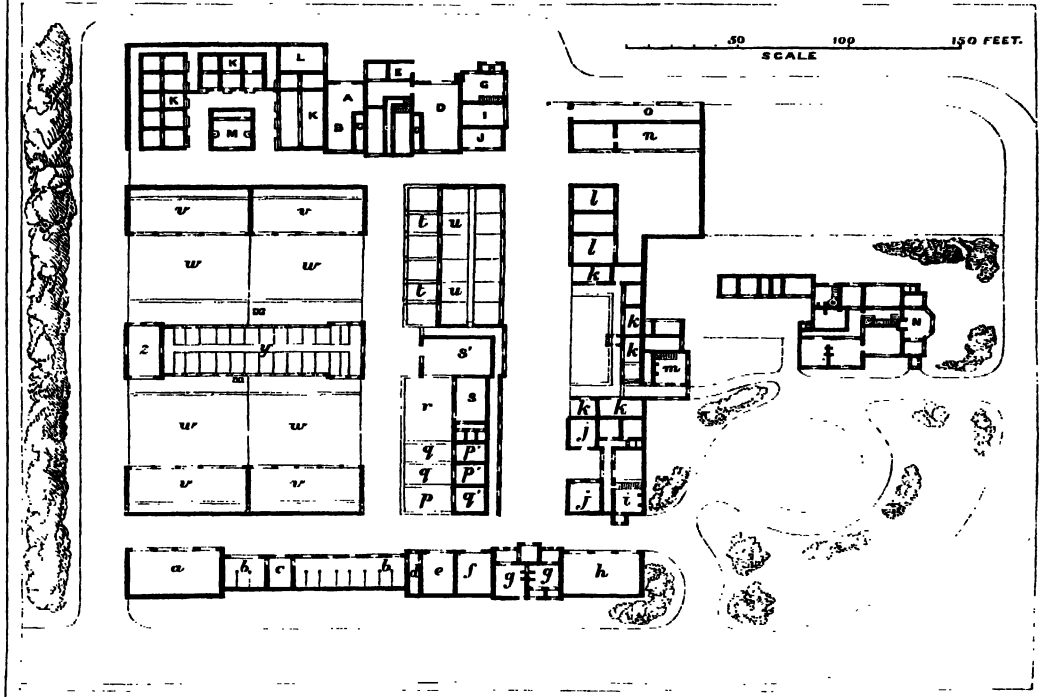 50 100 150 FEET.
SCALE
L
K
E
K K
A D G
B I
M J
o
n
v v
t u
l
w w
l
k
t u
k
N
z y s'
k
m
r s
k k
w w
j
q p'
q p'
v v
p q'
j i
a b c b d e f g g h